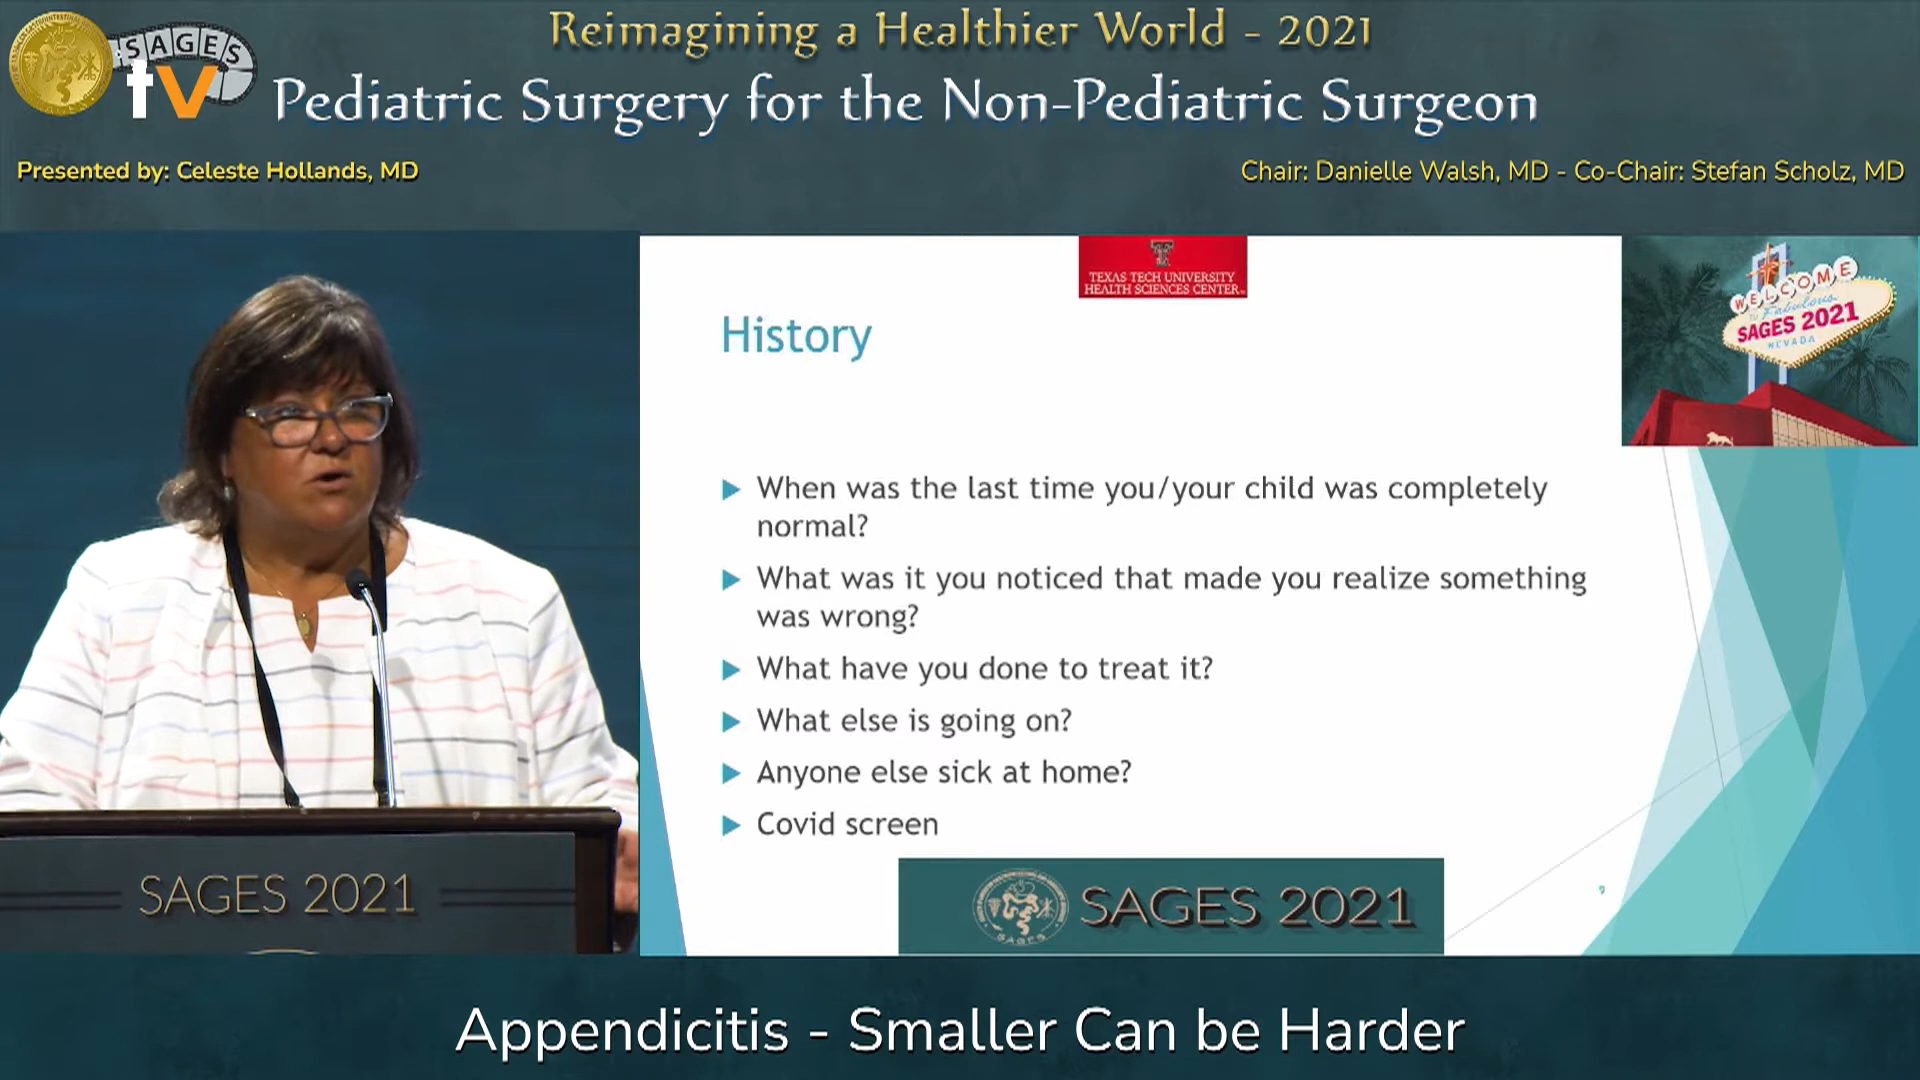 Reimagining a Healthier World - 2021
SAGES
tv
Pediatric Surgery for the Non-Pediatric Surgeon
Presented by: Celeste Hollands, MD
Chair: Danielle Walsh, MD - Co-Chair: Stefan Scholz, MD
TEXAS TECH UNIVERSITY
HEALTH SCIENCES CENTER
WELCOME
TO Fabulous
SAGES 2021
NEVADA
History
When was the last time you/your child was completely
normal?
What was it you noticed that made you realize something
was wrong?
What have you done to treat it?
What else is going on?
Anyone else sick at home?
Covid screen
SAGES 2021
SAGES
9
SAGES 2021
Appendicitis - Smaller Can be Harder